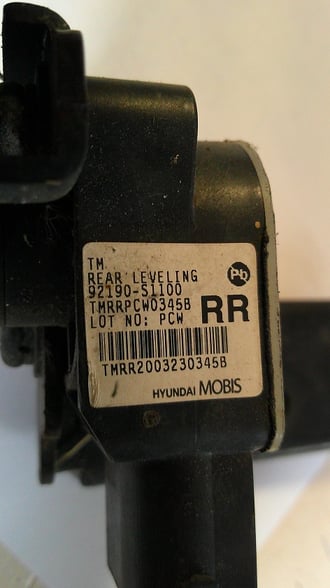 TM
REAR LEVELING
92190-S1100
TMRRPCW0345B
LOT NO: PCW
RR
Pb
TMRR2003230345B
HYUNDAI MOBIS